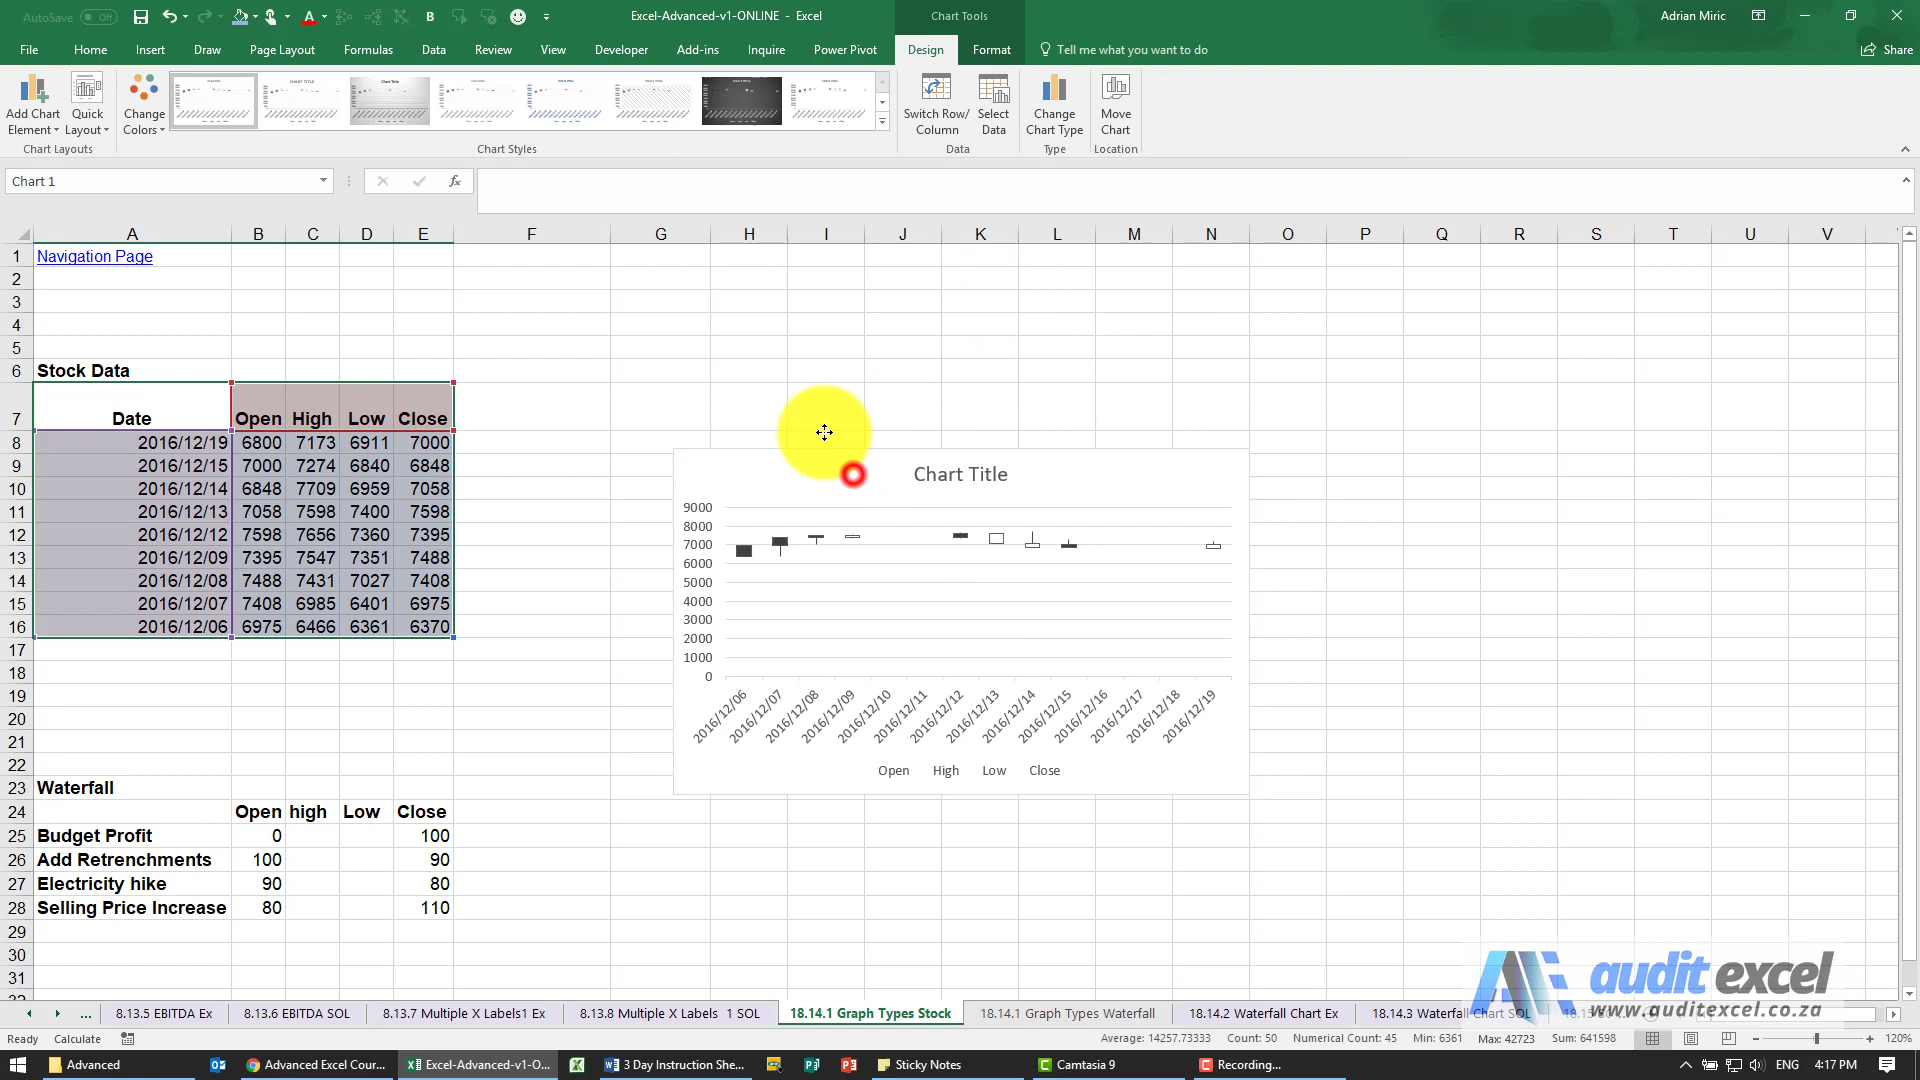 AutoSave Off
Excel-Advanced-v1-ONLINE - Excel
Chart Tools
Adrian Miric
File Home Insert Draw Page Layout Formulas Data Review View Developer Add-ins Inquire Power Pivot Design Format Tell me what you want to do Share
Add Chart Element Quick Layout Change Colors Switch Row/ Column Select Data Change Chart Type Move Chart
Chart Layouts Chart Styles Data Type Location
Chart 1 fx
A B C D E F G H I J K L M N O P Q R S T U V
1 Navigation Page
2
3
4
5
6 Stock Data
7 Date Open High Low Close
8 2016/12/19 6800 7173 6911 7000
9 2016/12/15 7000 7274 6840 6848
10 2016/12/14 6848 7709 6959 7058
11 2016/12/13 7058 7598 7400 7598
12 2016/12/12 7598 7656 7360 7395
13 2016/12/09 7395 7547 7351 7488
14 2016/12/08 7488 7431 7027 7408
15 2016/12/07 7408 6985 6401 6975
16 2016/12/06 6975 6466 6361 6370
17
18
19
20
21
22
23 Waterfall
24 Open high Low Close
25 Budget Profit 0 100
26 Add Retrenchments 100 90
27 Electricity hike 90 80
28 Selling Price Increase 80 110
29
30
31
Chart Title
9000
8000
7000
6000
5000
4000
3000
2000
1000
0
2016/12/06 2016/12/07 2016/12/08 2016/12/09 2016/12/10 2016/12/11 2016/12/12 2016/12/13 2016/12/14 2016/12/15 2016/12/16 2016/12/17 2016/12/18 2016/12/19
Open High Low Close
audit excel
www.auditexcel.co.za
... 8.13.5 EBITDA Ex 8.13.6 EBITDA SOL 8.13.7 Multiple X Labels1 Ex 8.13.8 Multiple X Labels 1 SOL 18.14.1 Graph Types Stock 18.14.1 Graph Types Waterfall 18.14.2 Waterfall Chart Ex 18.14.3 Waterfall Chart SOL
Ready Calculate Average: 14257.73333 Count: 50 Numerical Count: 45 Min: 6361 Max: 42723 Sum: 641598 120%
Advanced Advanced Excel Cour... Excel-Advanced-v1-O... 3 Day Instruction She... Sticky Notes Camtasia 9 Recording... ENG 4:17 PM